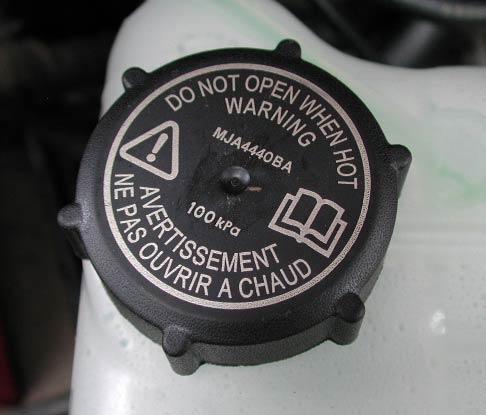 DO NOT OPEN WHEN HOT
WARNING
MJA4440BA
100 kPa
AVERTISSEMENT
NE PAS OUVRIR A CHAUD